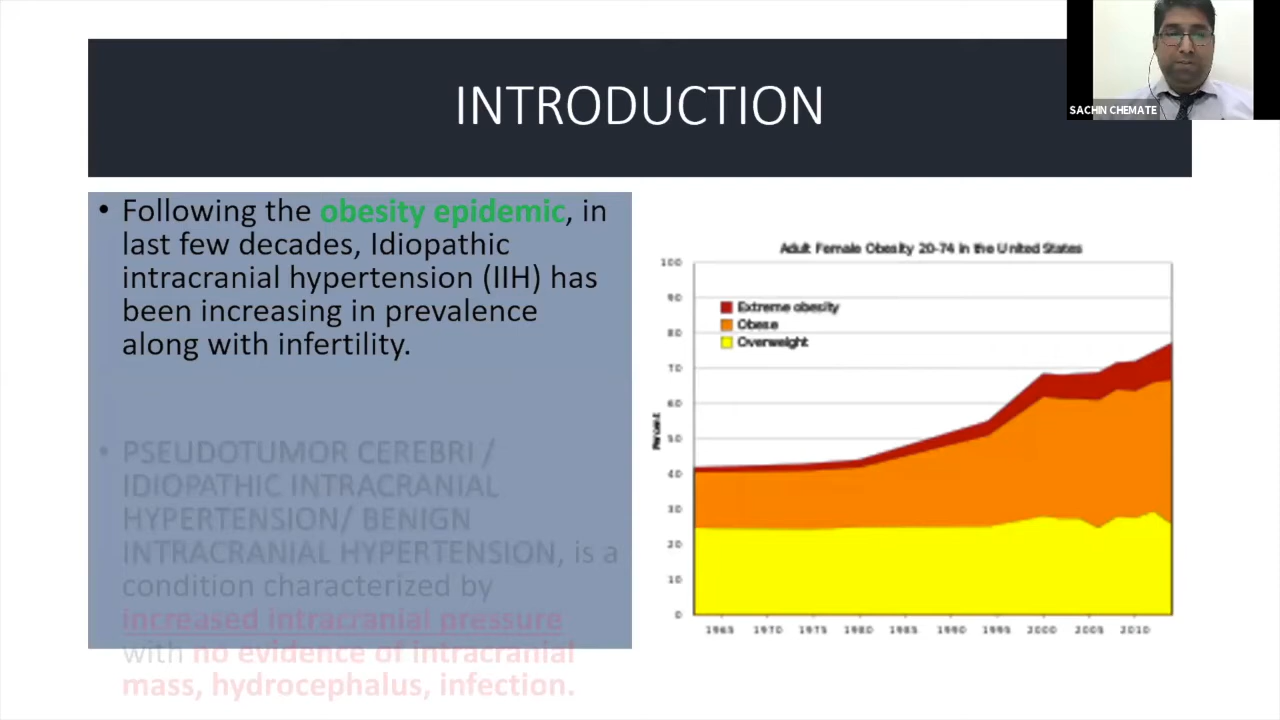 INTRODUCTION
SACHIN CHEMATE
• Following the obesity epidemic, in
last few decades, Idiopathic
intracranial hypertension (IIH) has
been increasing in prevalence
along with infertility.
• PSEUDOTUMOR CEREBRI /
IDIOPATHIC INTRACRANIAL
HYPERTENSION/ BENIGN
INTRACRANIAL HYPERTENSION, is a
condition characterized by
increased intracranial pressure
with no evidence of intracranial
mass, hydrocephalus, infection.
Adult Female Obesity 20-74 in the United States
Extreme obesity
Obese
Overweight
Percent
100
90
80
70
60
50
40
30
20
10
0
1965 1970 1975 1980 1985 1990 1995 2000 2005 2010